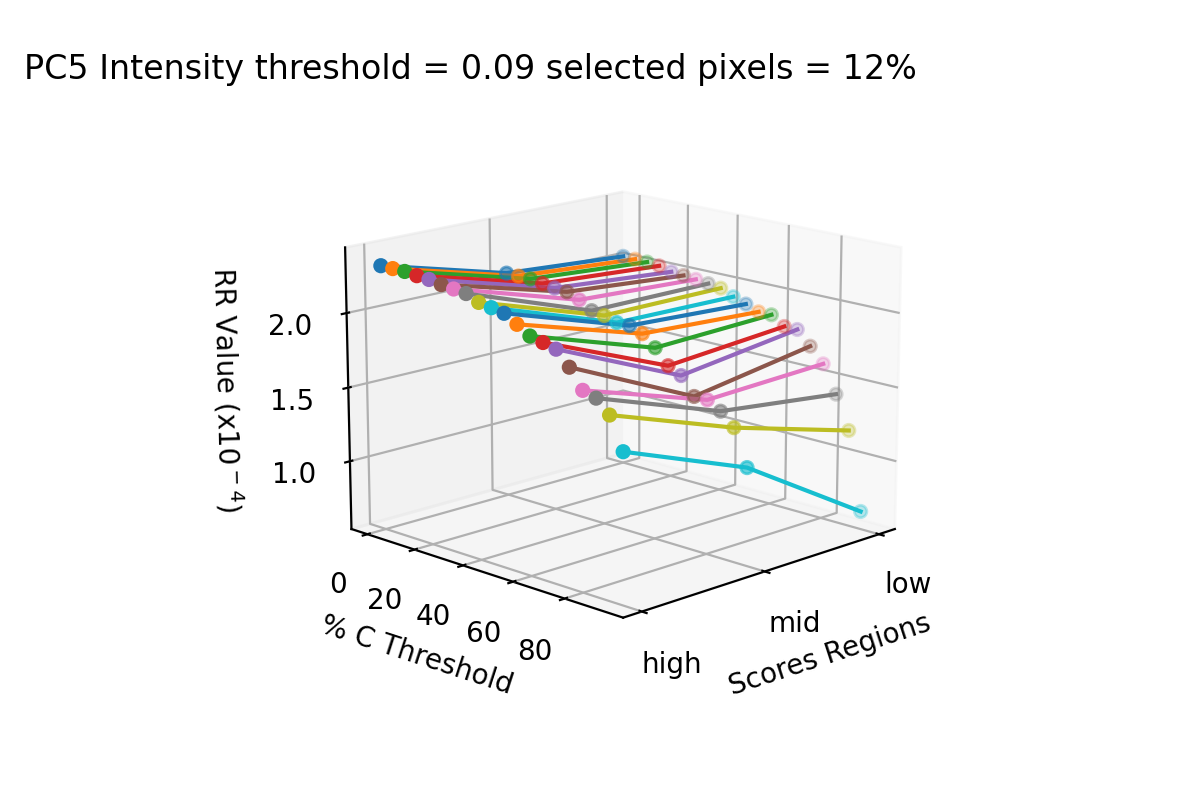 PC5 Intensity threshold = 0.09 selected pixels = 12%
RR Value (x10⁻⁴)
2.0
1.5
1.0
0
20
40
60
80
% C Threshold
high
mid
low
Scores Regions